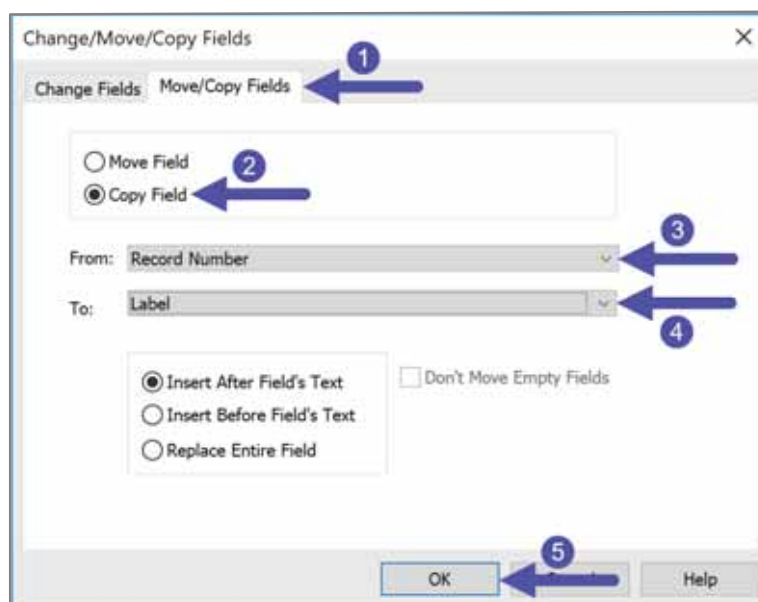 Change/Move/Copy Fields
1
Change Fields Move/Copy Fields
2
Move Field
Copy Field
3
From: Record Number
To: Label
4
Insert After Field's Text Don't Move Empty Fields
Insert Before Field's Text
Replace Entire Field
5
OK Help